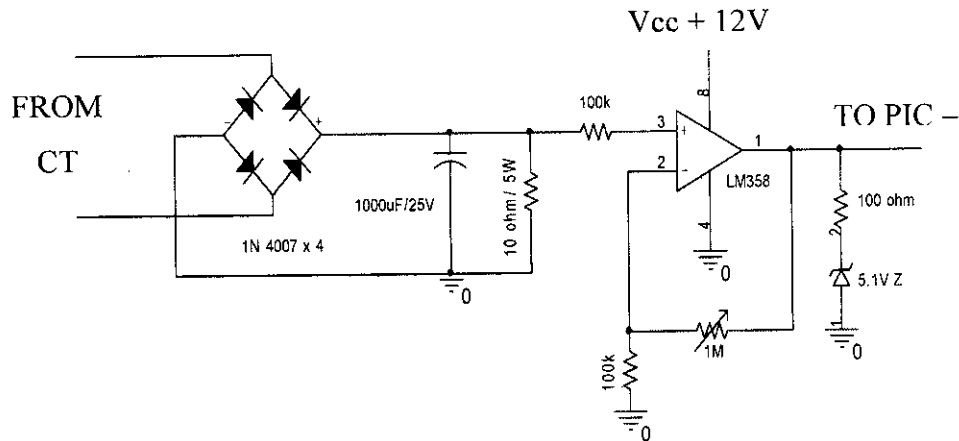 Vcc + 12V
FROM
CT
-
+
1N 4007 x 4
1000uF/25V
10 ohm / 5W
0
100k
3
+
2
-
8
1
LM358
4
0
TO PIC -
100 ohm
2
5.1V Z
1
0
1M
100k
0